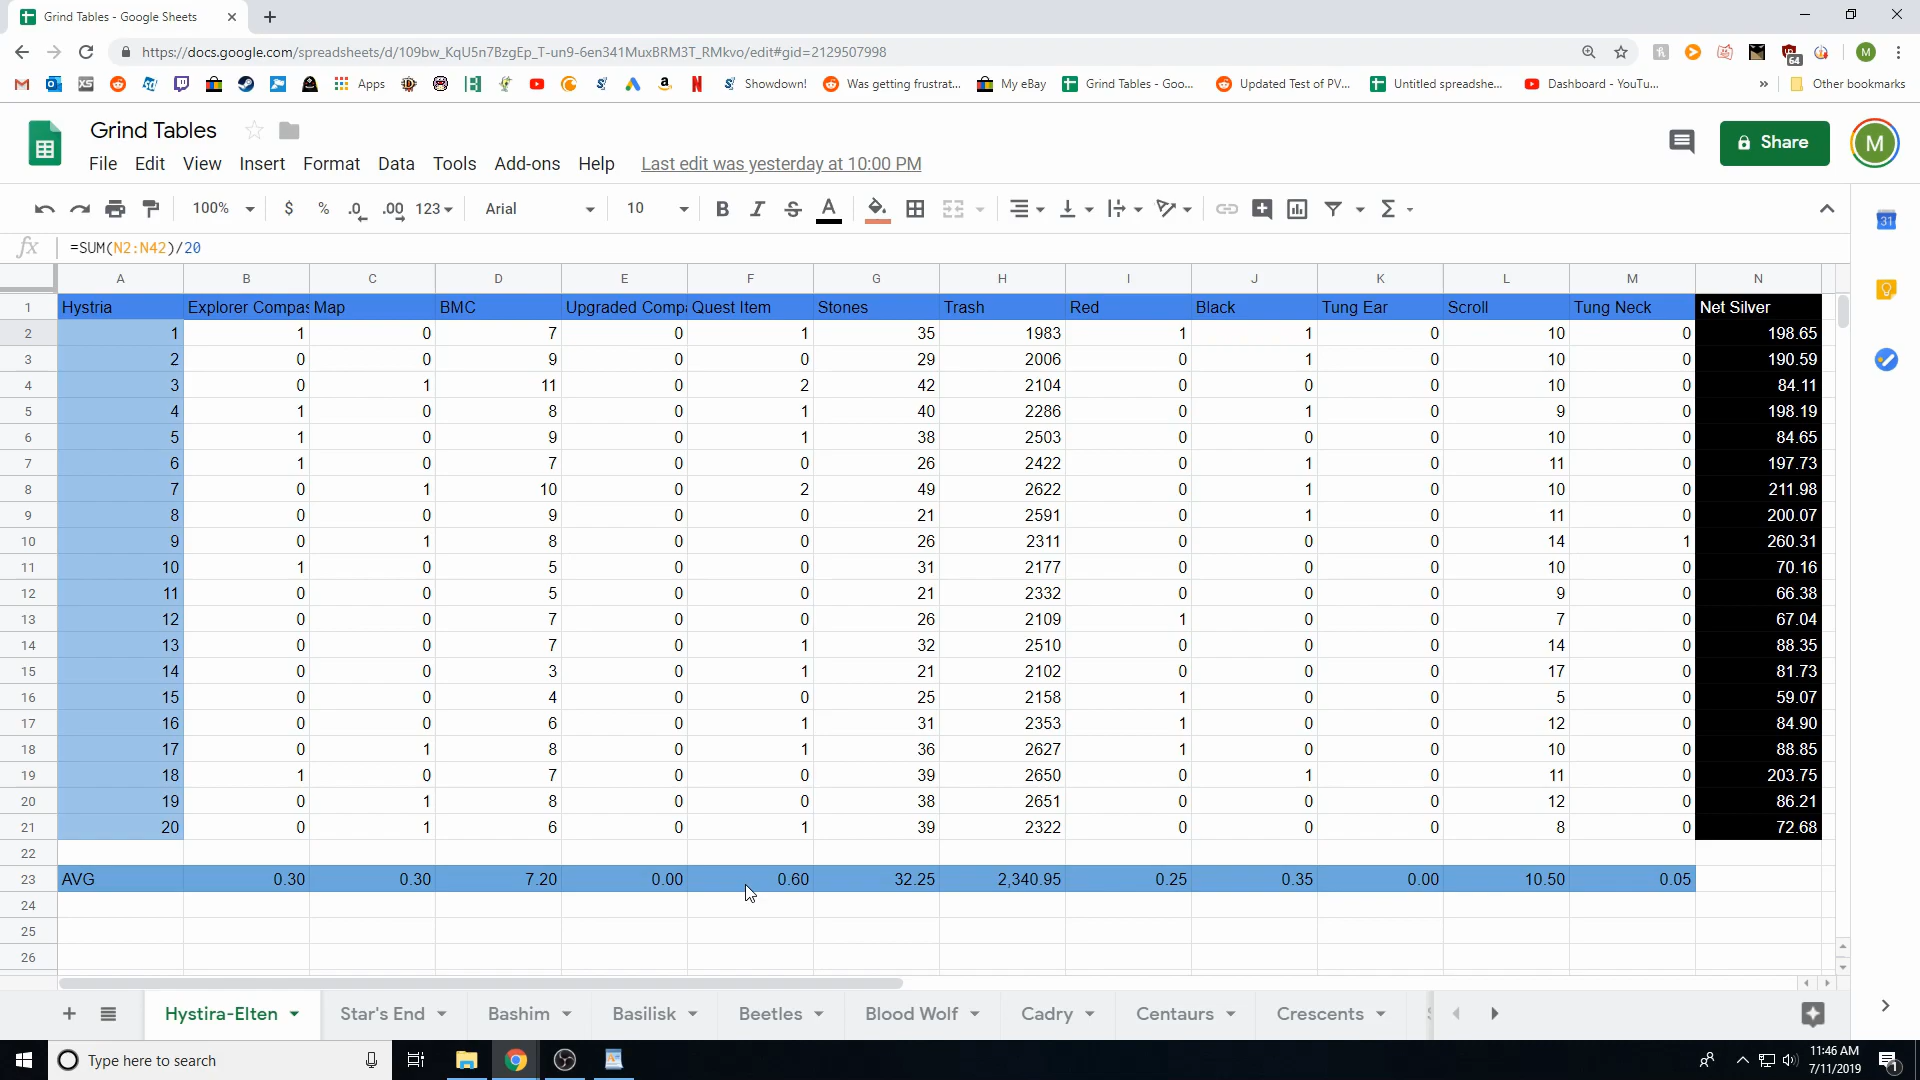 Grind Tables - Google Sheets
https://docs.google.com/spreadsheets/d/109bw_KqU5n7BzgEp_T-un9-6en341MuxBRM3T_RMkvo/edit#gid=2129507998
64
M
Apps
Showdown!
Was getting frustrat...
My eBay
Grind Tables - Goo...
Updated Test of PV...
Untitled spreadshe...
Dashboard - YouTu...
»
Other bookmarks
Grind Tables
Share
M
File Edit View Insert Format Data Tools Add-ons Help Last edit was yesterday at 10:00 PM
100% $ % .0 .00 123 Arial 10 B I S A Σ
31
fx =SUM(N2:N42)/20
A B C D E F G H I J K L M N
1 Hystria Explorer Compas Map BMC Upgraded Compa Quest Item Stones Trash Red Black Tung Ear Scroll Tung Neck Net Silver
2 1 1 0 7 0 1 35 1983 1 1 0 10 0 198.65
3 2 0 0 9 0 0 29 2006 0 1 0 10 0 190.59
4 3 0 1 11 0 2 42 2104 0 0 0 10 0 84.11
5 4 1 0 8 0 1 40 2286 0 1 0 9 0 198.19
6 5 1 0 9 0 1 38 2503 0 0 0 10 0 84.65
7 6 1 0 7 0 0 26 2422 0 1 0 11 0 197.73
8 7 0 1 10 0 2 49 2622 0 1 0 10 0 211.98
9 8 0 0 9 0 0 21 2591 0 1 0 11 0 200.07
10 9 0 1 8 0 0 26 2311 0 0 0 14 1 260.31
11 10 1 0 5 0 0 31 2177 0 0 0 10 0 70.16
12 11 0 0 5 0 0 21 2332 0 0 0 9 0 66.38
13 12 0 0 7 0 0 26 2109 1 0 0 7 0 67.04
14 13 0 0 7 0 1 32 2510 0 0 0 14 0 88.35
15 14 0 0 3 0 1 21 2102 0 0 0 17 0 81.73
16 15 0 0 4 0 0 25 2158 1 0 0 5 0 59.07
17 16 0 0 6 0 1 31 2353 1 0 0 12 0 84.90
18 17 0 1 8 0 1 36 2627 1 0 0 10 0 88.85
19 18 1 0 7 0 0 39 2650 0 1 0 11 0 203.75
20 19 0 1 8 0 0 38 2651 0 0 0 12 0 86.21
21 20 0 1 6 0 1 39 2322 0 0 0 8 0 72.68
22
23 AVG 0.30 0.30 7.20 0.00 0.60 32.25 2,340.95 0.25 0.35 0.00 10.50 0.05
24
25
26
Hystira-Elten Star's End Bashim Basilisk Beetles Blood Wolf Cadry Centaurs Crescents
Type here to search
11:46 AM
7/11/2019
1